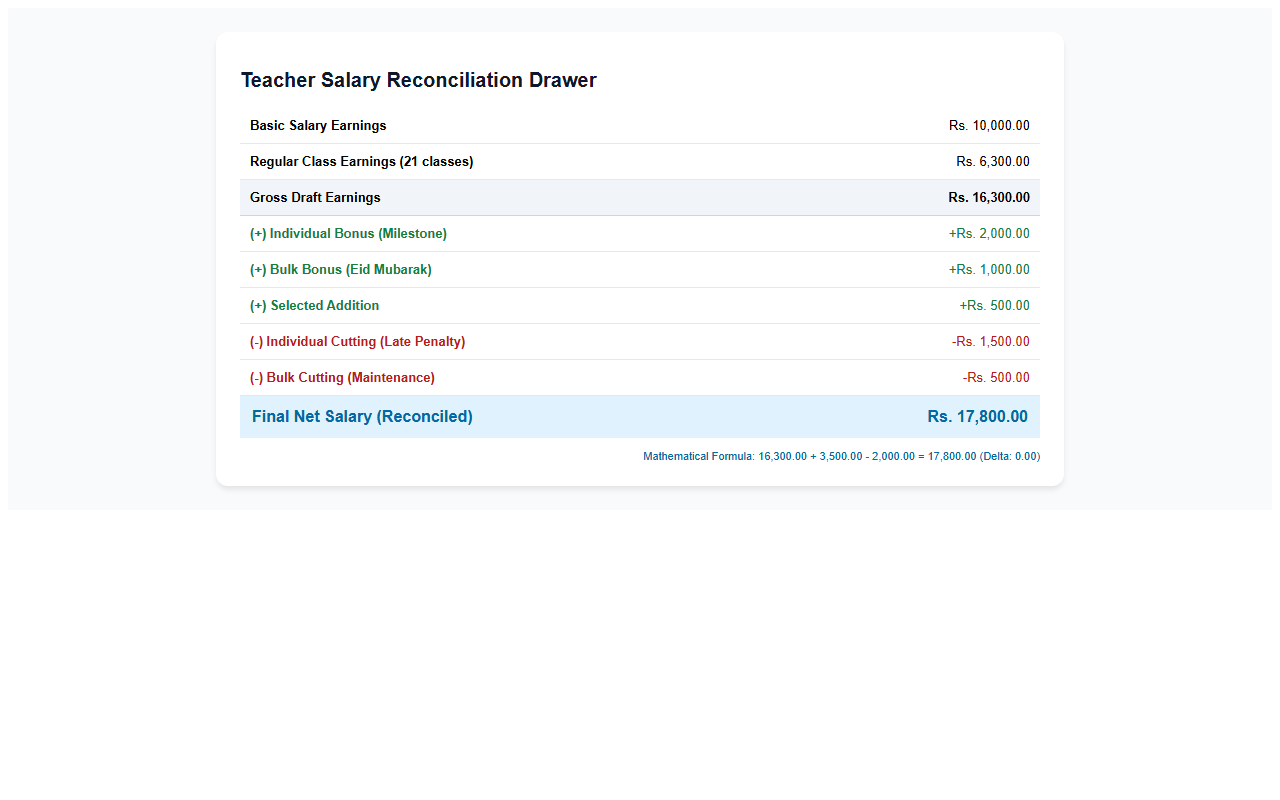 Teacher Salary Reconciliation Drawer
Basic Salary Earnings Rs. 10,000.00
Regular Class Earnings (21 classes) Rs. 6,300.00
Gross Draft Earnings Rs. 16,300.00
(+) Individual Bonus (Milestone) +Rs. 2,000.00
(+) Bulk Bonus (Eid Mubarak) +Rs. 1,000.00
(+) Selected Addition +Rs. 500.00
(-) Individual Cutting (Late Penalty) -Rs. 1,500.00
(-) Bulk Cutting (Maintenance) -Rs. 500.00
Final Net Salary (Reconciled) Rs. 17,800.00
Mathematical Formula: 16,300.00 + 3,500.00 - 2,000.00 = 17,800.00 (Delta: 0.00)